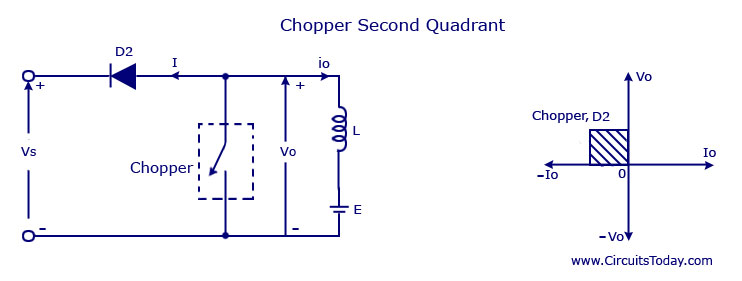 Chopper Second Quadrant
D2
I
io
+
+
Vs
Chopper
Vo
L
E
-
-
Vo
Chopper, D2
Io
-Io
0
-Vo
www.CircuitsToday.com